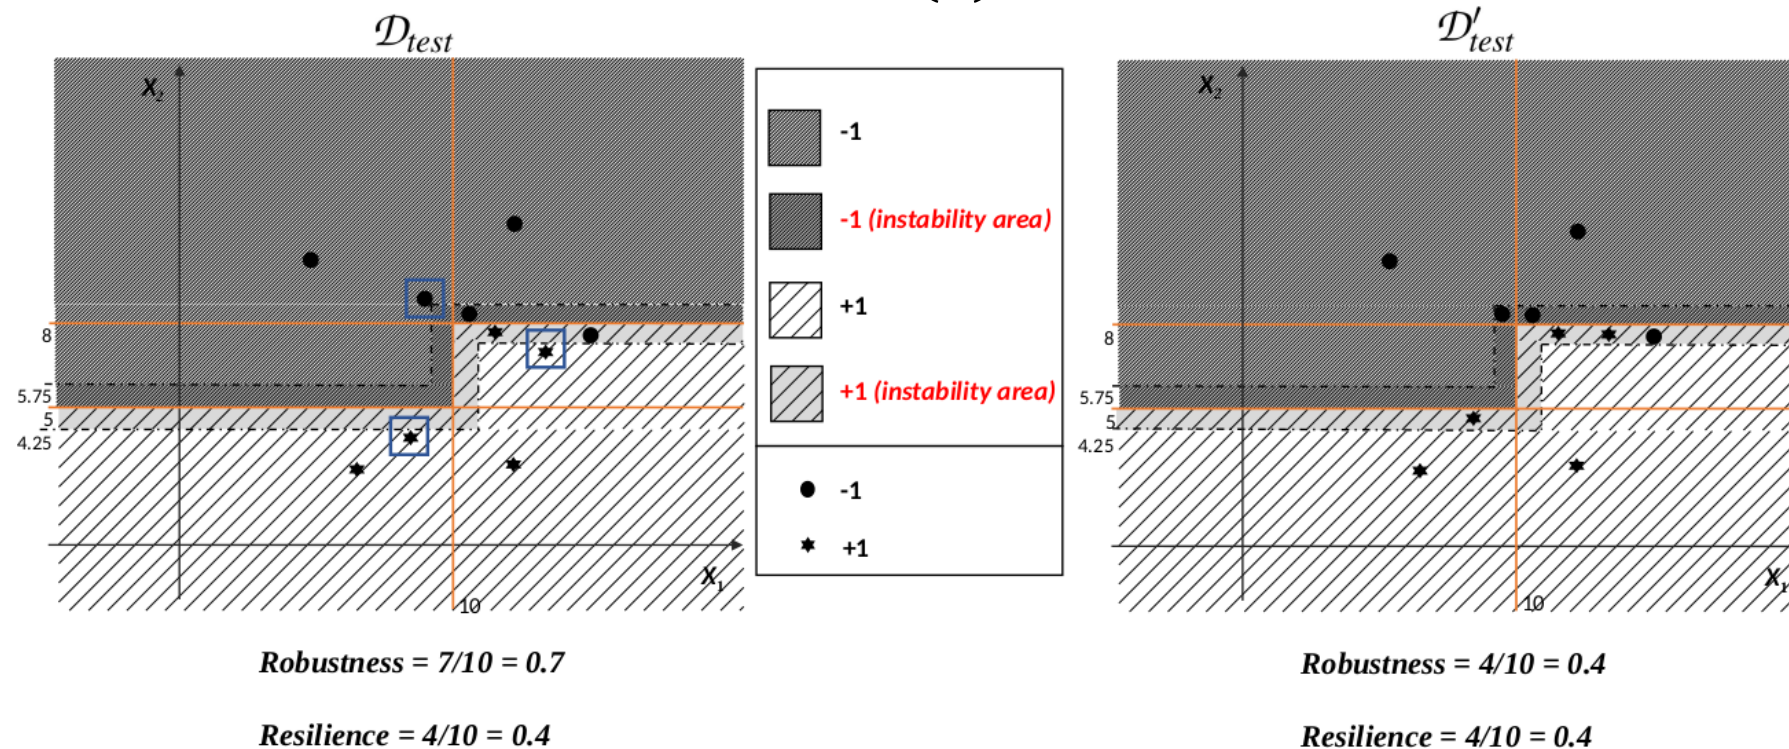 𝒟test
X2
8
5.75
5
4.25
10
X1
Robustness = 7/10 = 0.7
Resilience = 4/10 = 0.4
-1
-1 (instability area)
+1
+1 (instability area)
-1
+1
𝒟′test
X2
8
5.75
5
4.25
10
X1
Robustness = 4/10 = 0.4
Resilience = 4/10 = 0.4